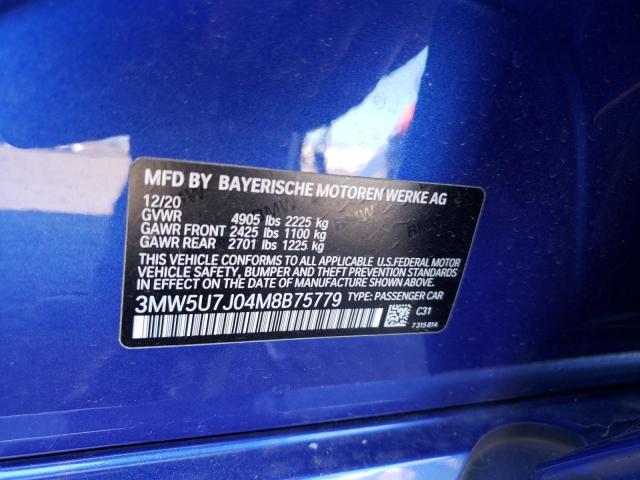 MFD BY BAYERISCHE MOTOREN WERKE AG
12/20
GVWR 4905 lbs 2225 kg
GAWR FRONT 2425 lbs 1100 kg
GAWR REAR 2701 lbs 1225 kg
THIS VEHICLE CONFORMS TO ALL APPLICABLE U.S.FEDERAL MOTOR
VEHICLE SAFETY, BUMPER AND THEFT PREVENTION STANDARDS
IN EFFECT ON THE DATE OF MANUFACTURE SHOWN ABOVE.
3MW5U7J04M8B75779 TYPE: PASSENGER CAR
C31
7 315 814